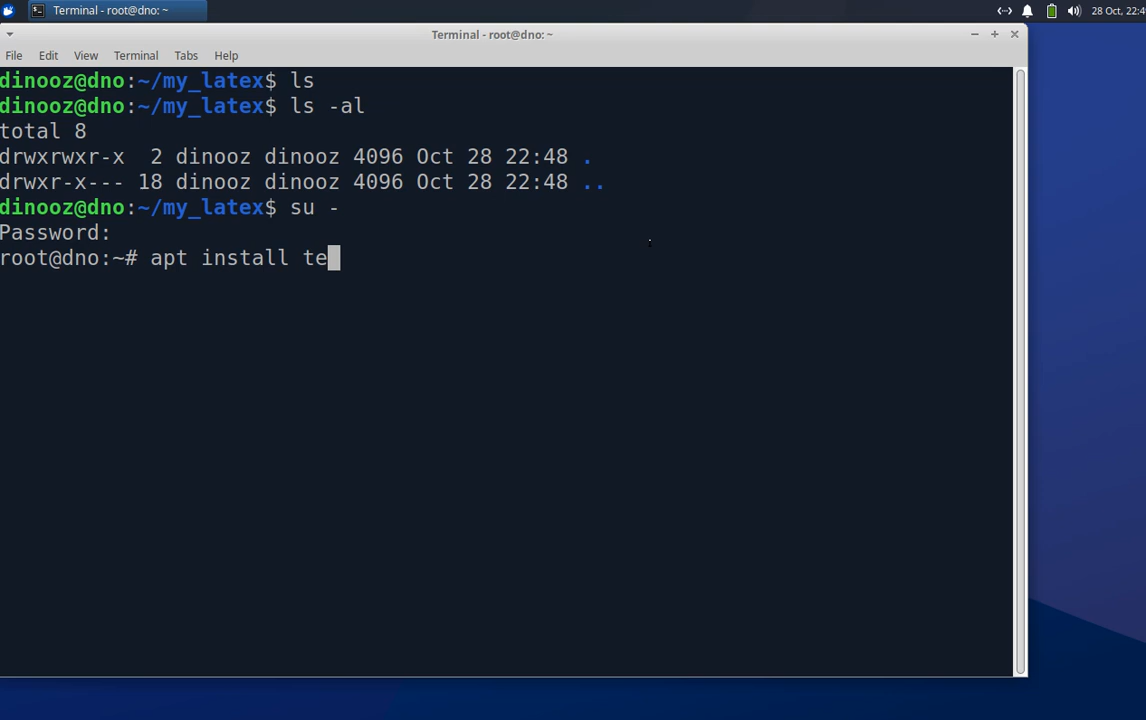 Terminal - root@dno: ~
28 Oct, 22:4
Terminal - root@dno: ~
File Edit View Terminal Tabs Help
dinooz@dno:~/my_latex$ ls
dinooz@dno:~/my_latex$ ls -al
total 8
drwxrwxr-x  2 dinooz dinooz 4096 Oct 28 22:48 .
drwxr-x--- 18 dinooz dinooz 4096 Oct 28 22:48 ..
dinooz@dno:~/my_latex$ su -
Password:
root@dno:~# apt install te